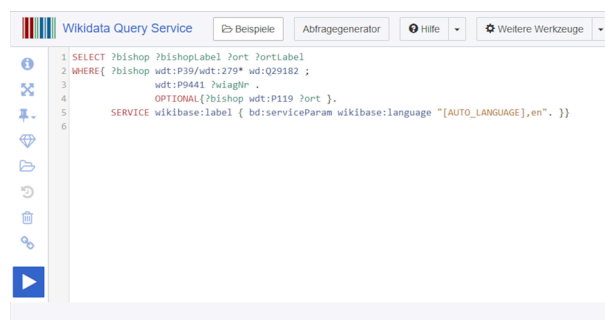 Wikidata Query Service Beispiele Abfragegenerator Hilfe Weitere Werkzeuge
1 SELECT ?bishop ?bishopLabel ?ort ?ortLabel
2 WHERE{ ?bishop wdt:P39/wdt:279* wd:Q29182 ;
3 wdt:P9441 ?wiagNr .
4 OPTIONAL{?bishop wdt:P119 ?ort }.
5 SERVICE wikibase:label { bd:serviceParam wikibase:language "[AUTO_LANGUAGE],en". }}
6